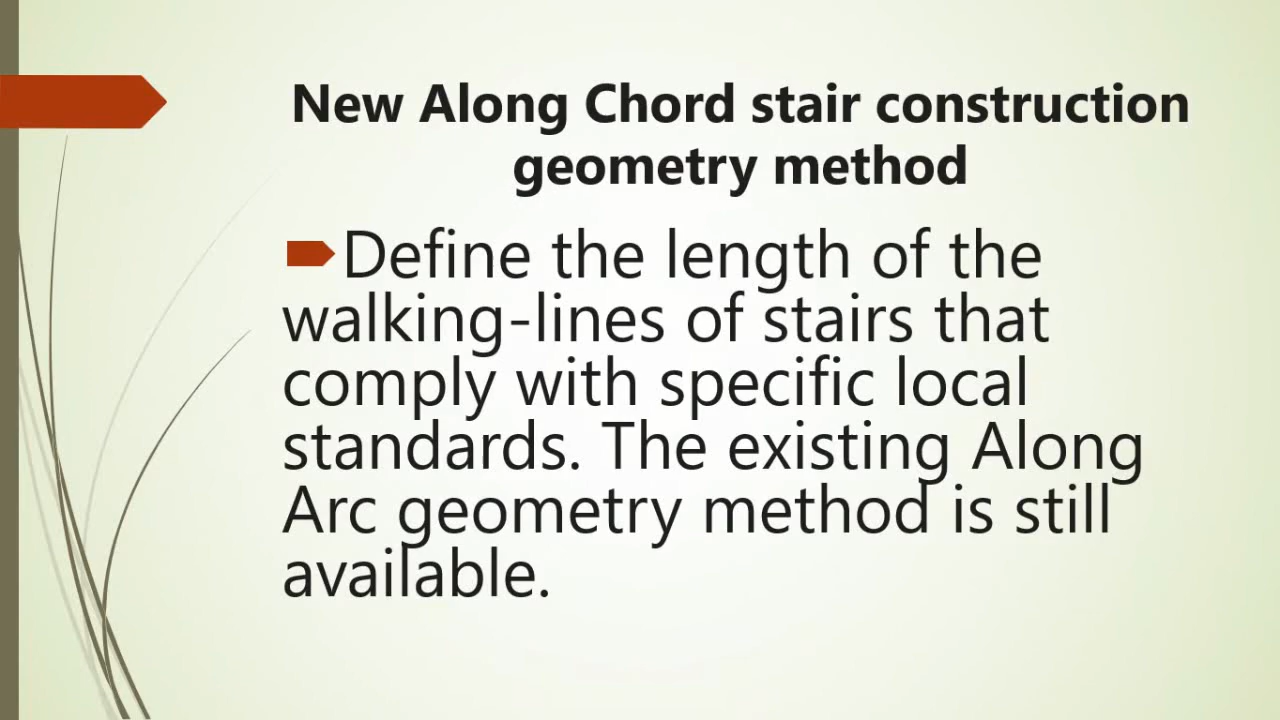 New Along Chord stair construction
geometry method
Define the length of the
walking-lines of stairs that
comply with specific local
standards. The existing Along
Arc geometry method is still
available.